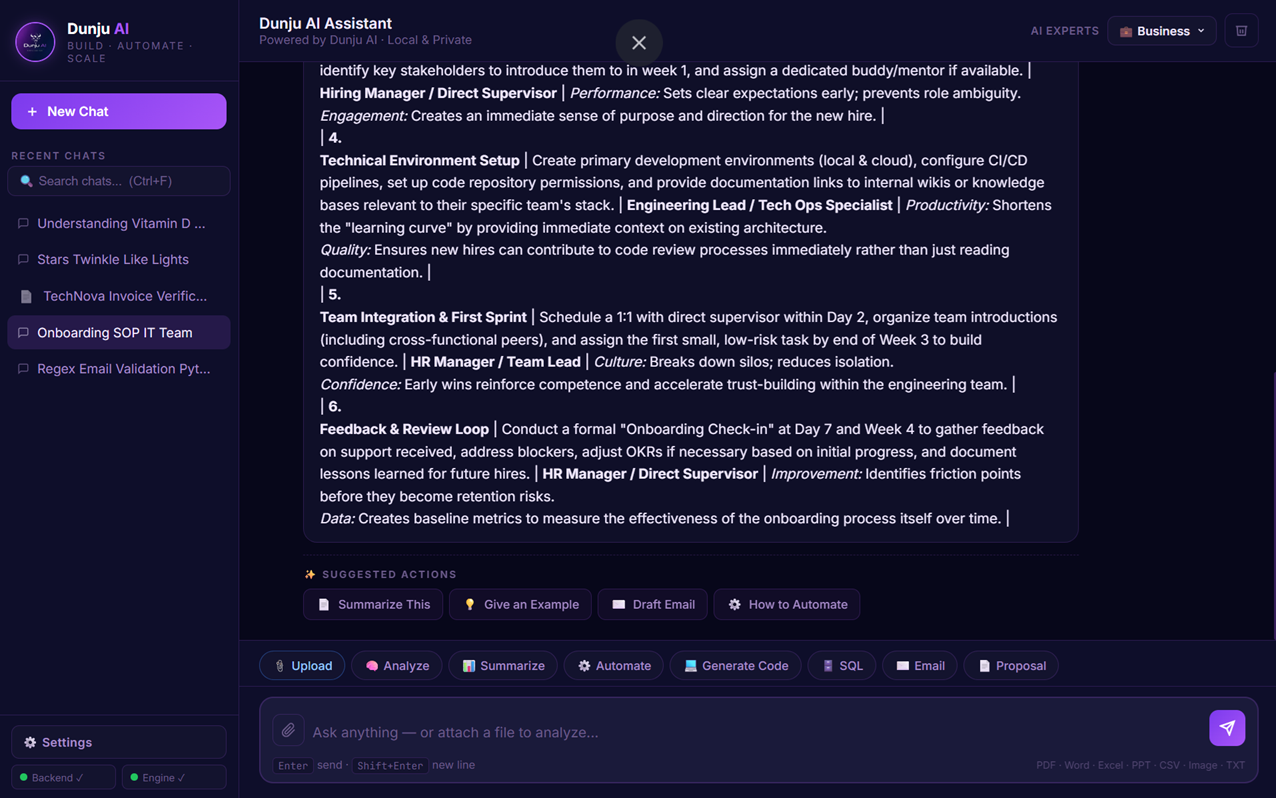 Dunju AI
BUILD · AUTOMATE ·
SCALE
+ New Chat
RECENT CHATS
Search chats... (Ctrl+F)
Understanding Vitamin D ...
Stars Twinkle Like Lights
TechNova Invoice Verific...
Onboarding SOP IT Team
Regex Email Validation Pyt...
Settings
Backend ✓
Engine ✓
Dunju AI Assistant
Powered by Dunju AI · Local & Private
AI EXPERTS
Business
identify key stakeholders to introduce them to in week 1, and assign a dedicated buddy/mentor if available. |
Hiring Manager / Direct Supervisor | Performance: Sets clear expectations early; prevents role ambiguity.
Engagement: Creates an immediate sense of purpose and direction for the new hire. |
| 4.
Technical Environment Setup | Create primary development environments (local & cloud), configure CI/CD
pipelines, set up code repository permissions, and provide documentation links to internal wikis or knowledge
bases relevant to their specific team's stack. | Engineering Lead / Tech Ops Specialist | Productivity: Shortens
the "learning curve" by providing immediate context on existing architecture.
Quality: Ensures new hires can contribute to code review processes immediately rather than just reading
documentation. |
| 5.
Team Integration & First Sprint | Schedule a 1:1 with direct supervisor within Day 2, organize team introductions
(including cross-functional peers), and assign the first small, low-risk task by end of Week 3 to build
confidence. | HR Manager / Team Lead | Culture: Breaks down silos; reduces isolation.
Confidence: Early wins reinforce competence and accelerate trust-building within the engineering team. |
| 6.
Feedback & Review Loop | Conduct a formal "Onboarding Check-in" at Day 7 and Week 4 to gather feedback
on support received, address blockers, adjust OKRs if necessary based on initial progress, and document
lessons learned for future hires. | HR Manager / Direct Supervisor | Improvement: Identifies friction points
before they become retention risks.
Data: Creates baseline metrics to measure the effectiveness of the onboarding process itself over time. |
SUGGESTED ACTIONS
Summarize This
Give an Example
Draft Email
How to Automate
Upload
Analyze
Summarize
Automate
Generate Code
SQL
Email
Proposal
Ask anything — or attach a file to analyze...
Enter send · Shift+Enter new line
PDF · Word · Excel · PPT · CSV · Image · TXT